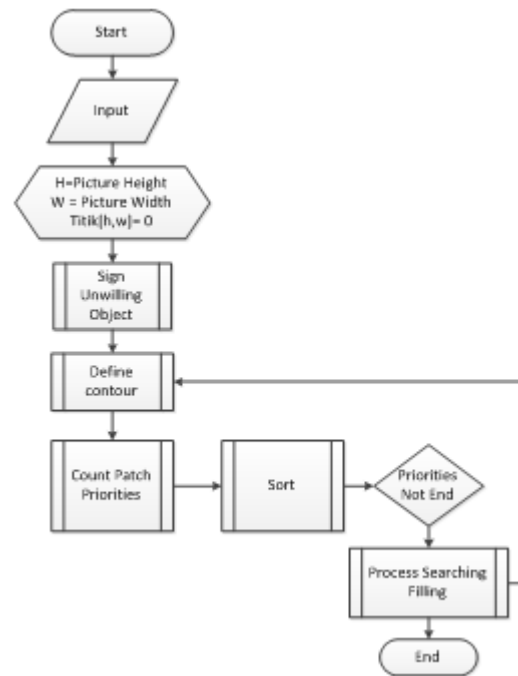 Start
Input
H=Picture Height
W = Picture Width
Titik[h,w]= 0
Sign
Unwilling
Object
Define
contour
Count Patch
Priorities
Sort
Priorities
Not End
Process Searching
Filling
End